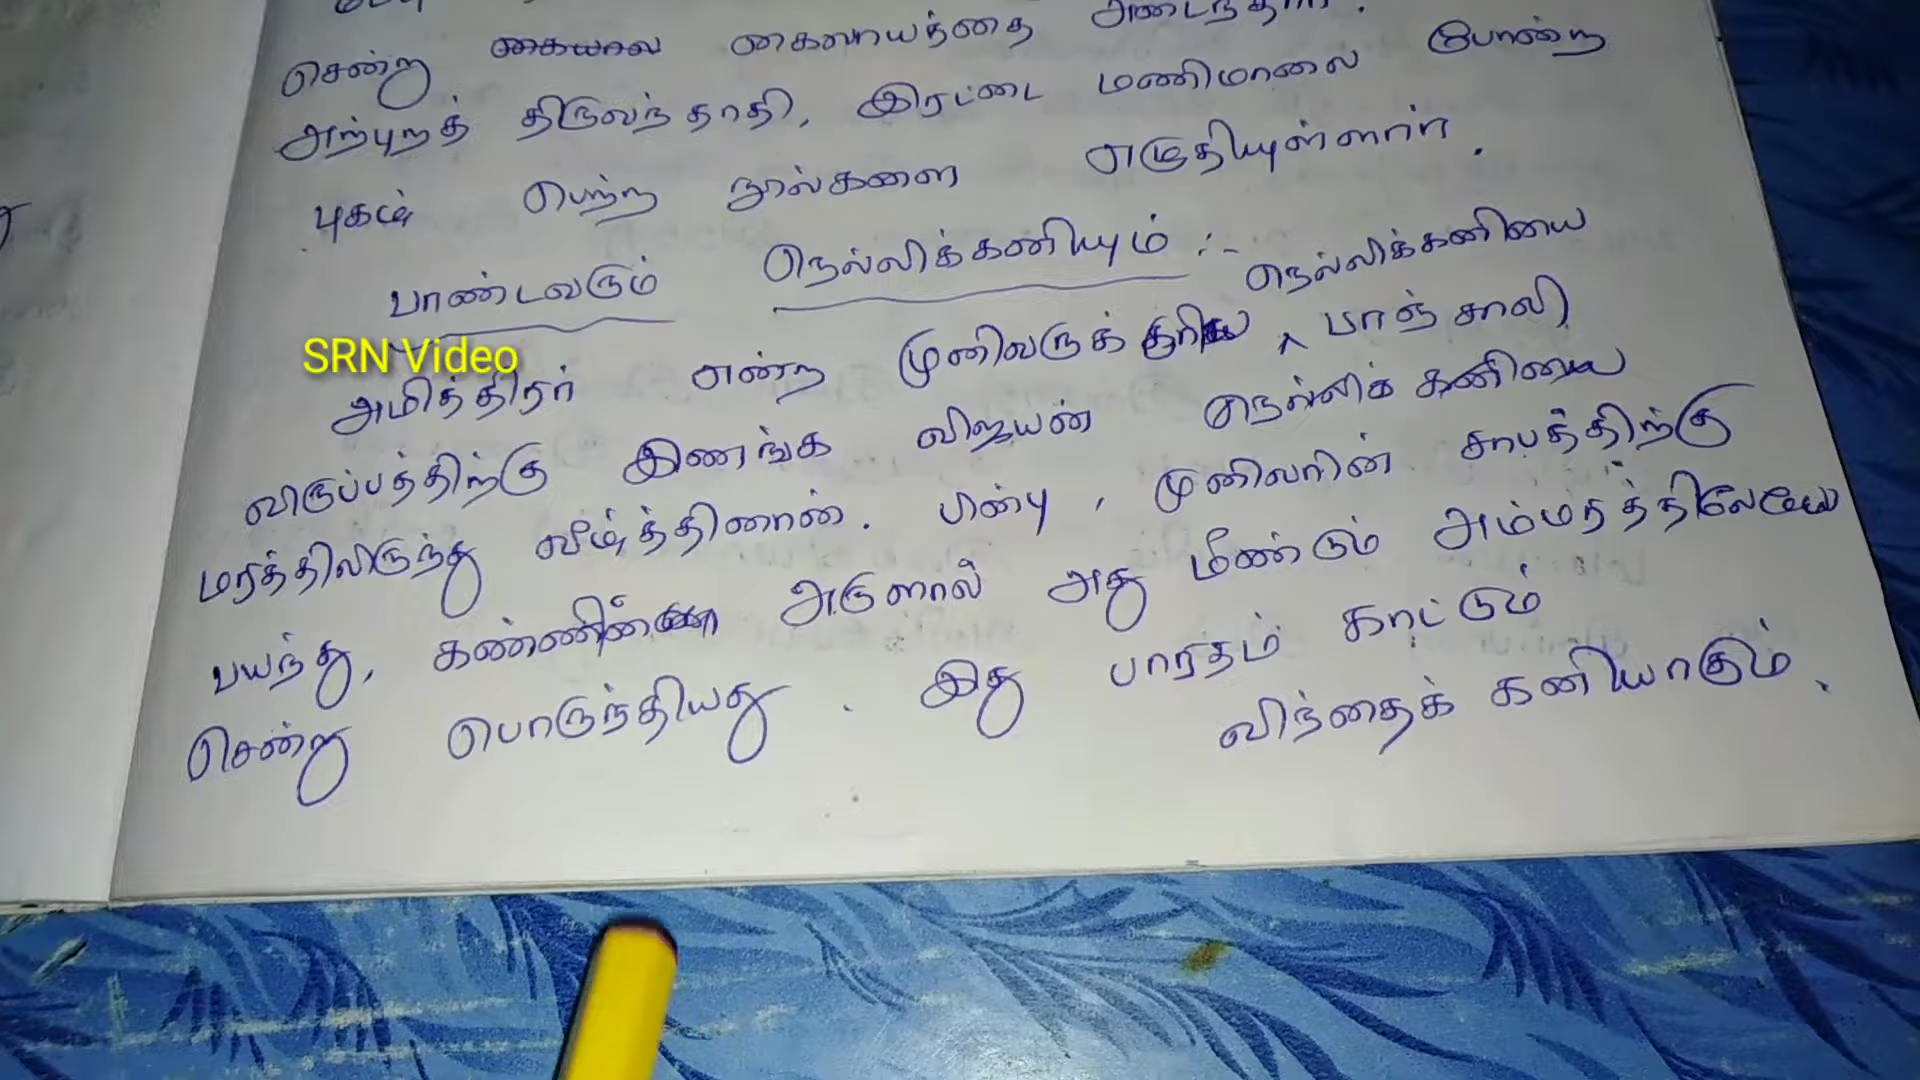 சென்று கைலாயத்தை அடைந்தார்.
அற்புறத் திருவந்தாதி, இரட்டை மணிமாலை போன்ற
புகழ் பெற்ற நூல்களை எழுதியுள்ளார்.
பாண்டவரும் நெல்லிக்கனியும் :-
நெல்லிக்கனியை
SRN Video
அமித்திரர் என்ற முனிவருக்குரிய ^ பாஞ்சாலி
விருப்பத்திற்கு இணங்க விஜயன் நெல்லிக்கனியை
மரத்திலிருந்து வீழ்த்தினான். பின்பு, முனிவரின் சாபத்திற்கு
பயந்து, கண்ணனின் அருளால் அது மீண்டும் அம்மரத்திலேயே
சென்று பொருந்தியது. இது பாரதம் காட்டும்
விந்தைக் கனியாகும்.